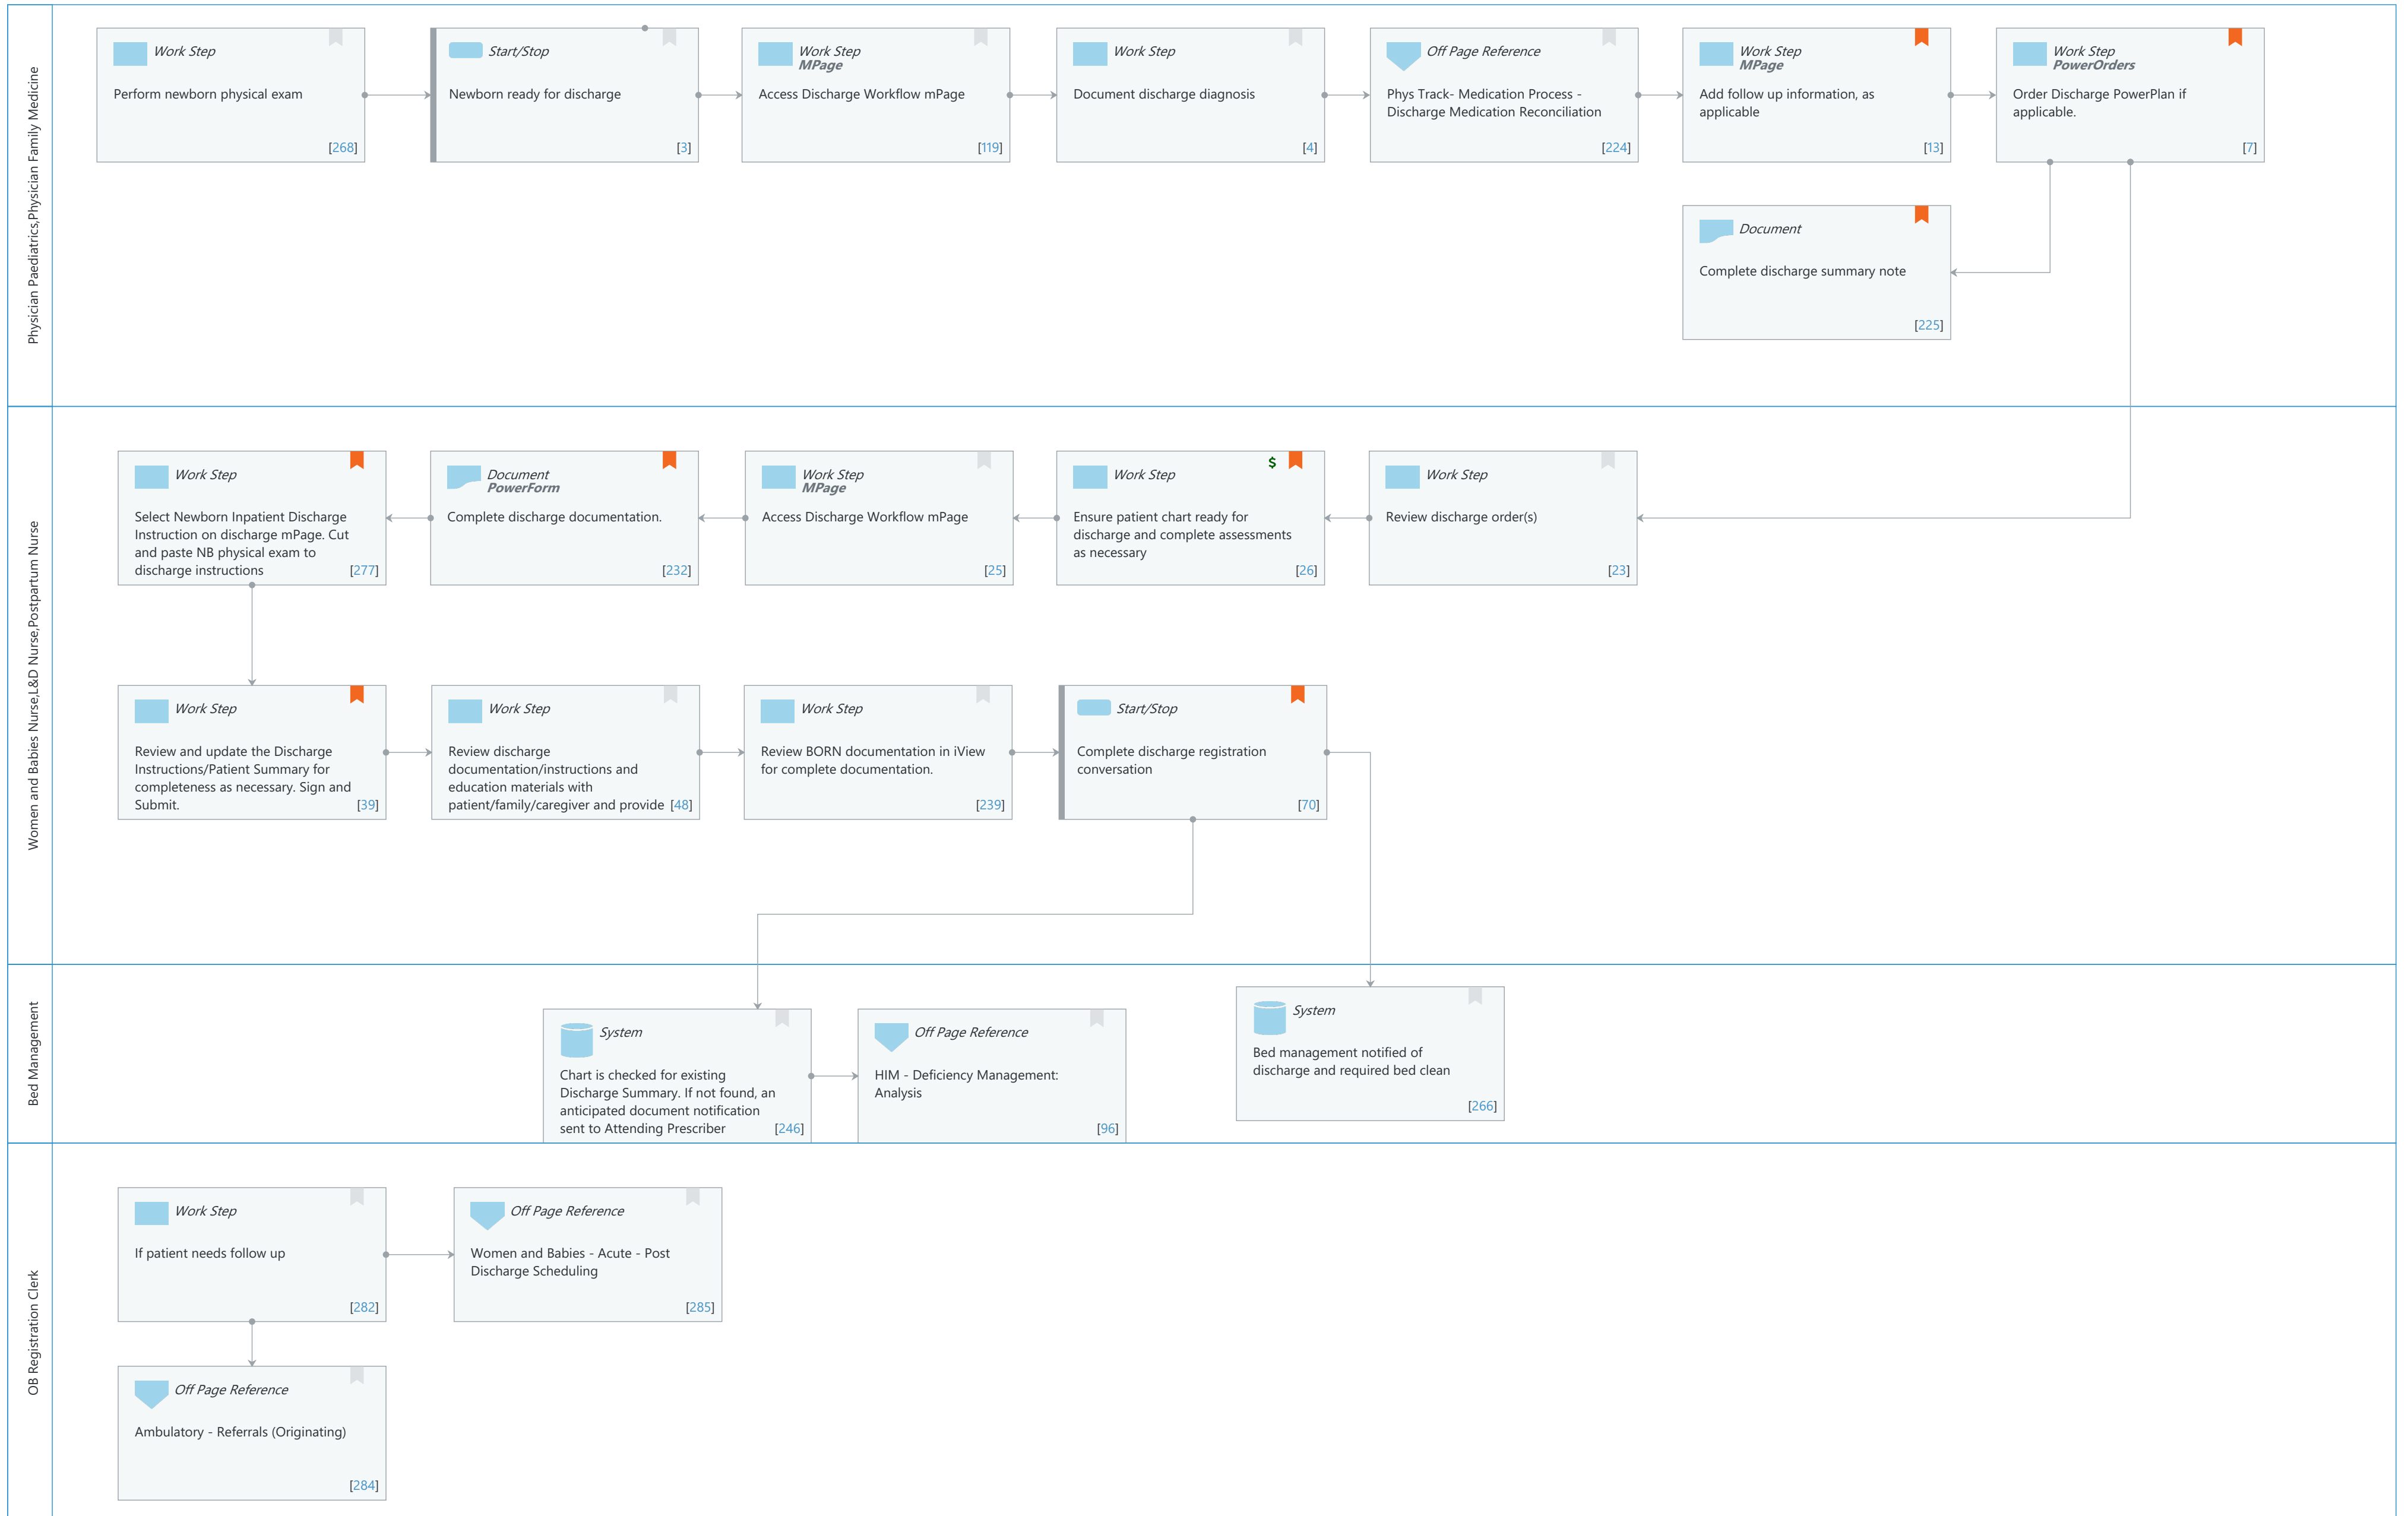 Physician Paediatrics,Physician Family Medicine
Work Step
Perform newborn physical exam
[268]
Start/Stop
Newborn ready for discharge
[3]
Work Step
MPage
Access Discharge Workflow mPage
[119]
Work Step
Document discharge diagnosis
[4]
Off Page Reference
Phys Track- Medication Process -
Discharge Medication Reconciliation
[224]
Work Step
MPage
Add follow up information, as
applicable
[13]
Work Step
PowerOrders
Order Discharge PowerPlan if
applicable.
[7]
Document
Complete discharge summary note
[225]
Women and Babies Nurse,L&D Nurse,Postpartum Nurse
Work Step
Select Newborn Inpatient Discharge
Instruction on discharge mPage. Cut
and paste NB physical exam to
discharge instructions
[277]
Document
PowerForm
Complete discharge documentation.
[232]
Work Step
MPage
Access Discharge Workflow mPage
[25]
$
Work Step
Ensure patient chart ready for
discharge and complete assessments
as necessary
[26]
Work Step
Review discharge order(s)
[23]
Work Step
Review and update the Discharge
Instructions/Patient Summary for
completeness as necessary. Sign and
Submit.
[39]
Work Step
Review discharge
documentation/instructions and
education materials with
patient/family/caregiver and provide
[48]
Work Step
Review BORN documentation in iView
for complete documentation.
[239]
Start/Stop
Complete discharge registration
conversation
[70]
Bed Management
System
Chart is checked for existing
Discharge Summary. If not found, an
anticipated document notification
sent to Attending Prescriber
[246]
Off Page Reference
HIM - Deficiency Management:
Analysis
[96]
System
Bed management notified of
discharge and required bed clean
[266]
OB Registration Clerk
Work Step
If patient needs follow up
[282]
Off Page Reference
Women and Babies - Acute - Post
Discharge Scheduling
[285]
Off Page Reference
Ambulatory - Referrals (Originating)
[284]